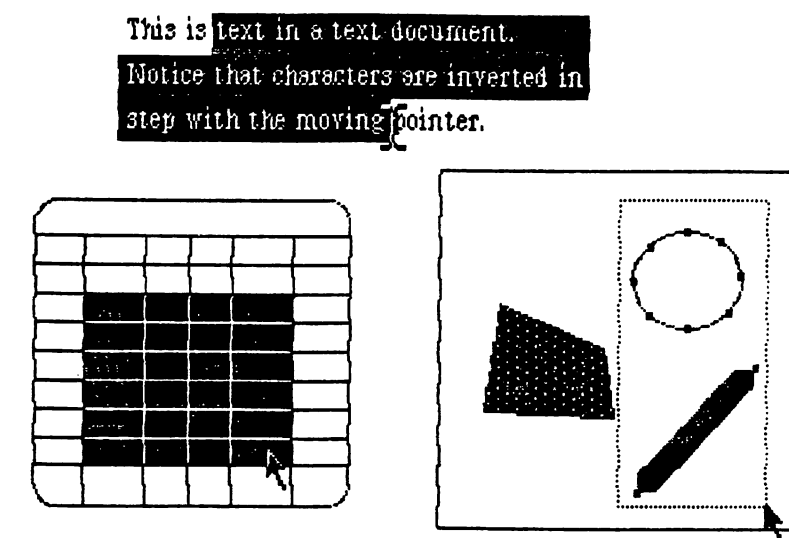 This is text in a text document.
Notice that characters are inverted in
step with the moving pointer.